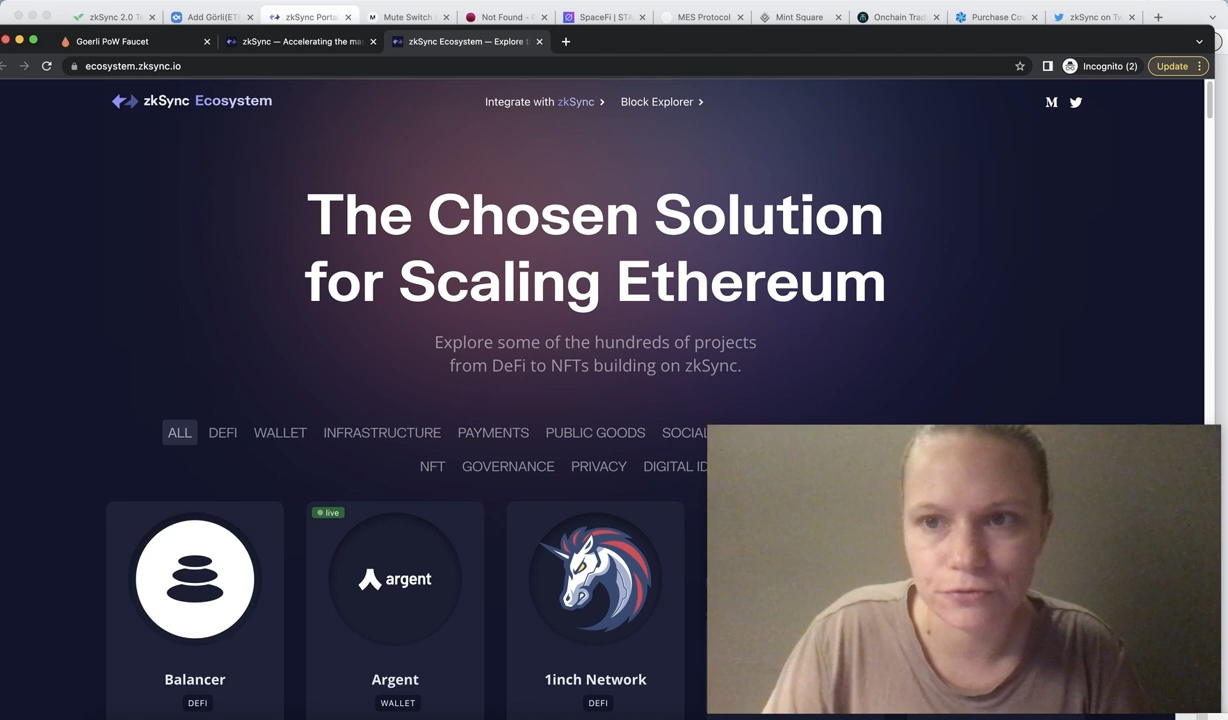 zkSync 2.0 T
Add Görli(ET
zkSync Porta
Mute Switch
Not Found - F
SpaceFi | STA
MES Protocol
Mint Square
Onchain Trad
Purchase Co
zkSync on Tw
Goerli PoW Faucet
zkSync — Accelerating the ma
zkSync Ecosystem — Explore t
ecosystem.zksync.io
Incognito (2)
Update
zkSync Ecosystem
Integrate with zkSync
Block Explorer
M
The Chosen Solution
for Scaling Ethereum
Explore some of the hundreds of projects
from DeFi to NFTs building on zkSync.
ALL DEFI WALLET INFRASTRUCTURE PAYMENTS PUBLIC GOODS SOCIAL
NFT GOVERNANCE PRIVACY DIGITAL ID
live
argent
Balancer
Argent
1inch Network
DEFI
WALLET
DEFI